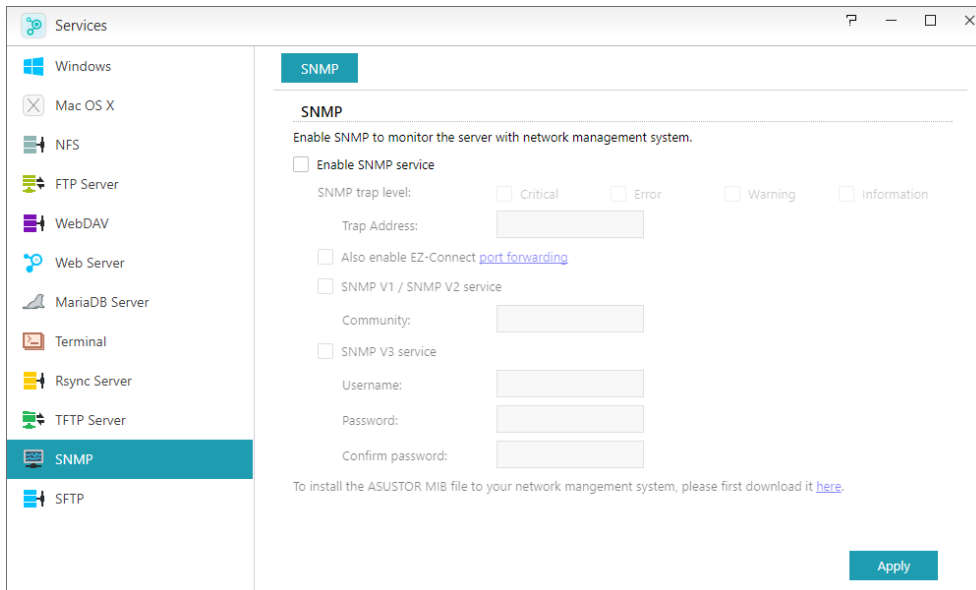 Services
Windows
Mac OS X
NFS
FTP Server
WebDAV
Web Server
MariaDB Server
Terminal
Rsync Server
TFTP Server
SNMP
SFTP
SNMP
SNMP
Enable SNMP to monitor the server with network management system.
Enable SNMP service
SNMP trap level: Critical Error Warning Information
Trap Address:
Also enable EZ-Connect port forwarding
SNMP V1 / SNMP V2 service
Community:
SNMP V3 service
Username:
Password:
Confirm password:
To install the ASUSTOR MIB file to your network mangement system, please first download it here.
Apply